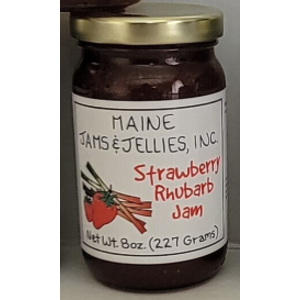 MAINE
JAMS & JELLIES, INC.
Strawberry
Rhubarb
Jam
Net Wt. 8oz. (227 Grams)